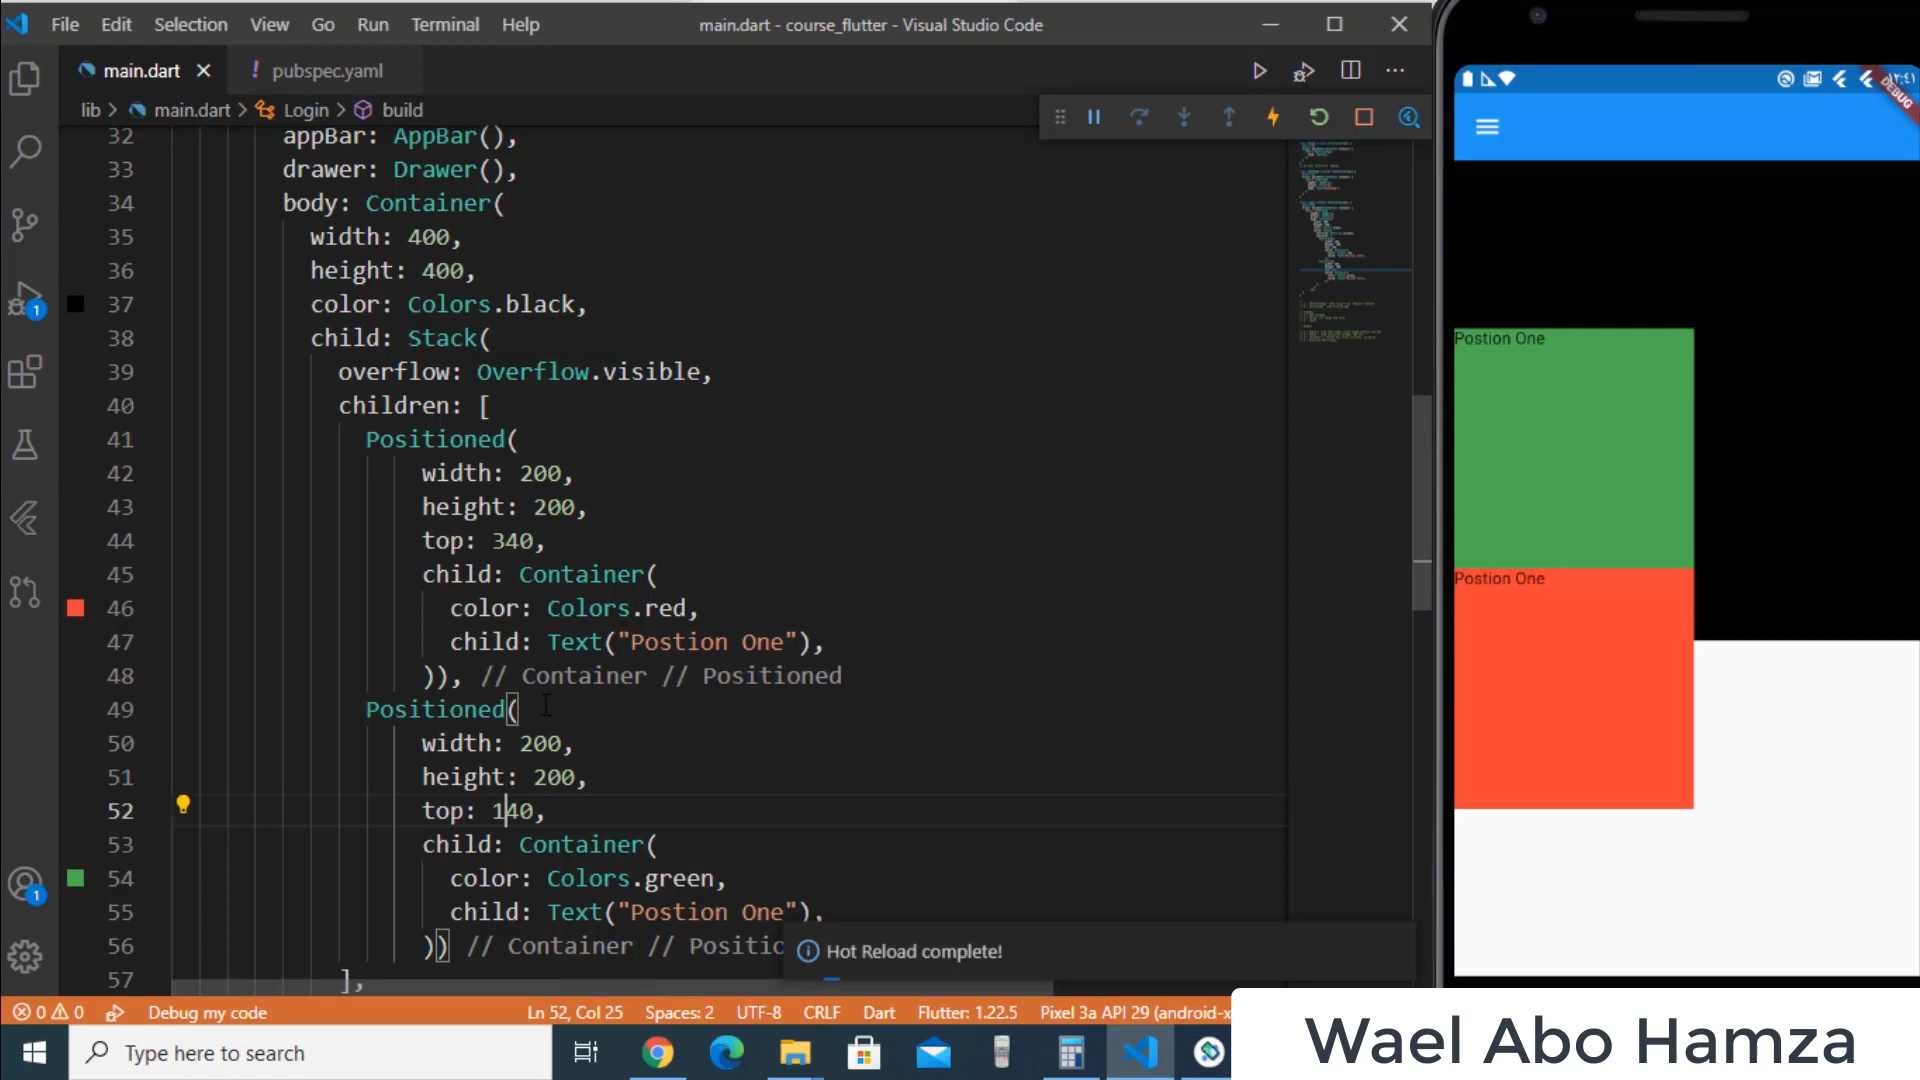 File Edit Selection View Go Run Terminal Help
main.dart - course_flutter - Visual Studio Code
main.dart
! pubspec.yaml
lib > main.dart > Login > build
32 appBar: AppBar(),
33 drawer: Drawer(),
34 body: Container(
35 width: 400,
36 height: 400,
37 color: Colors.black,
38 child: Stack(
39 overflow: Overflow.visible,
40 children: [
41 Positioned(
42 width: 200,
43 height: 200,
44 top: 340,
45 child: Container(
46 color: Colors.red,
47 child: Text("Postion One"),
48 )), // Container // Positioned
49 Positioned(
50 width: 200,
51 height: 200,
52 top: 140,
53 child: Container(
54 color: Colors.green,
55 child: Text("Postion One"),
56 )) // Container // Positio
57 ],
1
1
Hot Reload complete!
0 0 Debug my code
Ln 52, Col 25 Spaces: 2 UTF-8 CRLF Dart Flutter: 1.22.5 Pixel 3a API 29 (android-x
Type here to search
١٢:٤١
DEBUG
Postion One
Postion One
Wael Abo Hamza